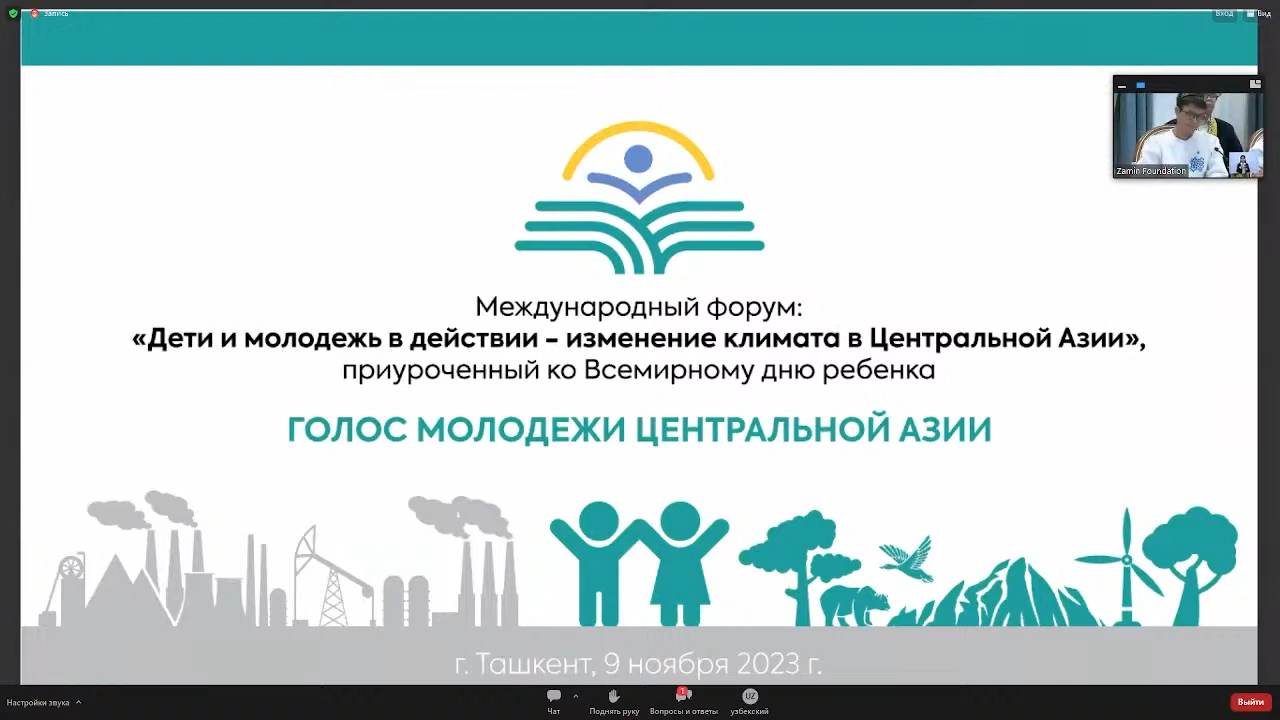 Запись
Вход
Вид
Zamin Foundation
Международный форум:
«Дети и молодежь в действии – изменение климата в Центральной Азии»,
приуроченный ко Всемирному дню ребенка
ГОЛОС МОЛОДЕЖИ ЦЕНТРАЛЬНОЙ АЗИИ
г. Ташкент, 9 ноября 2023 г.
Настройки звука
Чат
Поднять руку
1
Вопросы и ответы
UZ
узбекский
Выйти